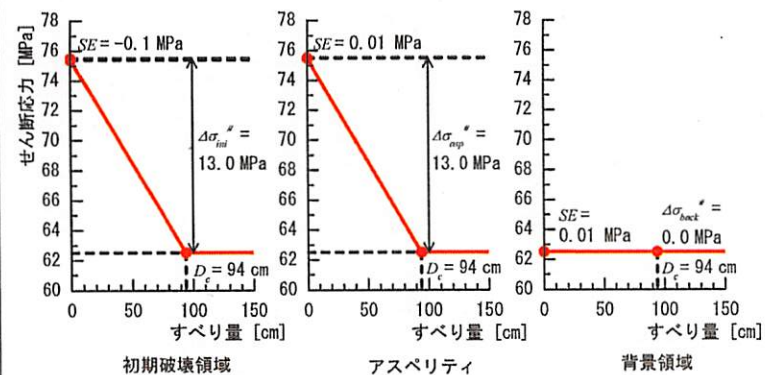 せん断応力 [MPa]
78
76
74
72
70
68
66
64
62
60
SE = -0.1 MPa
Δσini# =
13.0 MPa
Dc = 94 cm
0 50 100 150
すべり量 [cm]
初期破壊領域
78
76
74
72
70
68
66
64
62
60
SE = 0.01 MPa
Δσasp# =
13.0 MPa
Dc = 94 cm
0 50 100 150
すべり量 [cm]
アスペリティ
78
76
74
72
70
68
66
64
62
60
SE =
0.01 MPa
Δσback# =
0.0 MPa
Dc = 94 cm
0 50 100 150
すべり量 [cm]
背景領域